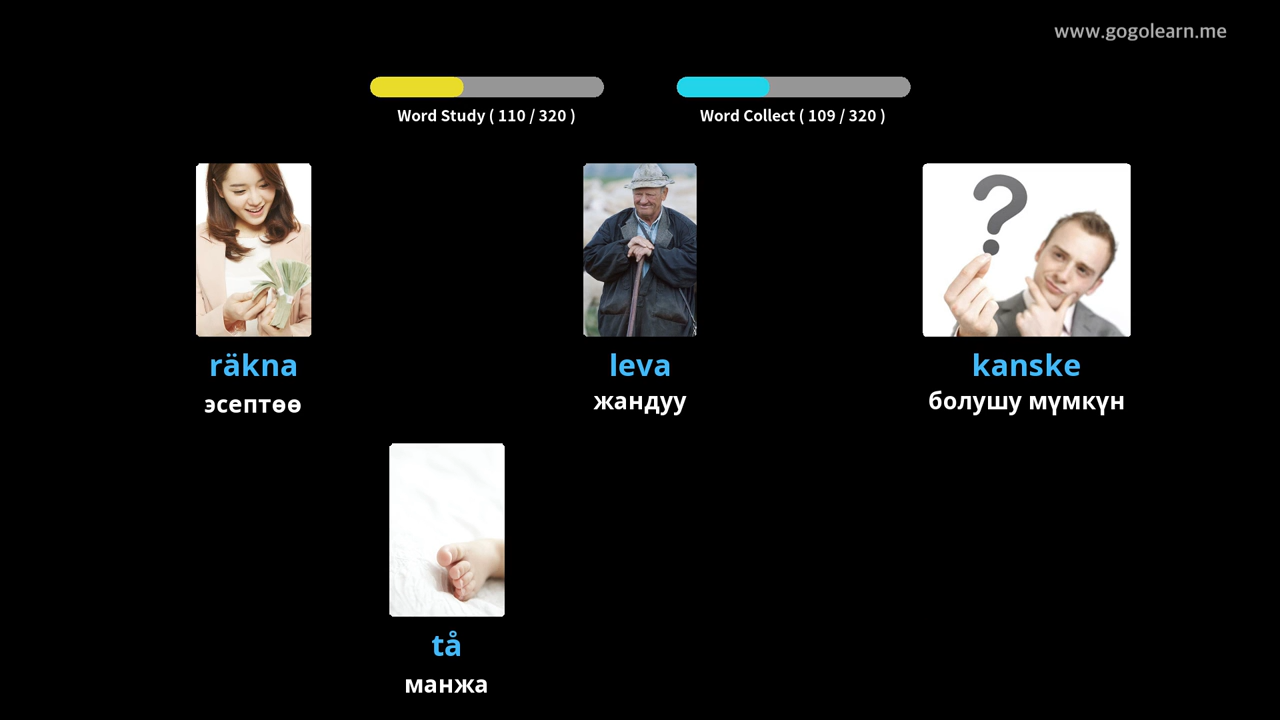 www.gogolearn.me
Word Study ( 110 / 320 )
Word Collect ( 109 / 320 )
räkna
эсептөө
leva
жандуу
kanske
болушу мүмкүн
tå
манжа